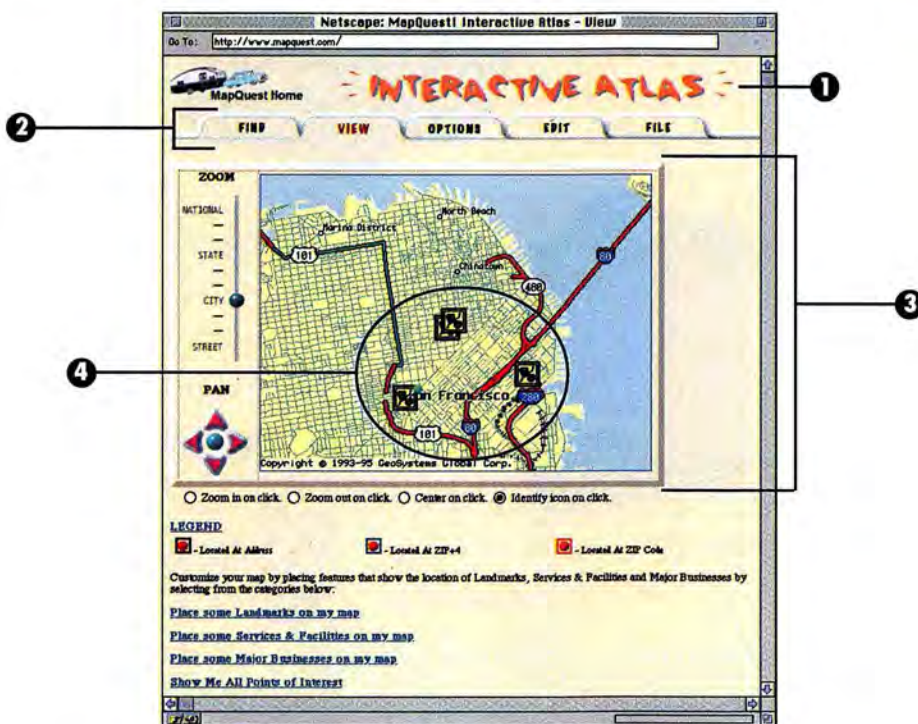 Netscape: MapQuest! Interactive Atlas - View
Go To: http://www.mapquest.com/
MapQuest Home
INTERACTIVE ATLAS
1
2
FIND VIEW OPTIONS EDIT FILE
3
ZOOM
NATIONAL
STATE
CITY
STREET
PAN
North Beach
Marina District
101
80
Chinatown
480
4
an Francisco
280
101
80
Copyright © 1993-95 GeoSystems Global Corp.
Zoom in on click. Zoom out on click. Center on click. Identify icon on click.
LEGEND
- Located At Address - Located At ZIP+4 - Located At ZIP Code
Customize your map by placing features that show the location of Landmarks, Services & Facilities and Major Businesses by
selecting from the categories below:
Place some Landmarks on my map
Place some Services & Facilities on my map
Place some Major Businesses on my map
Show Me All Points of Interest